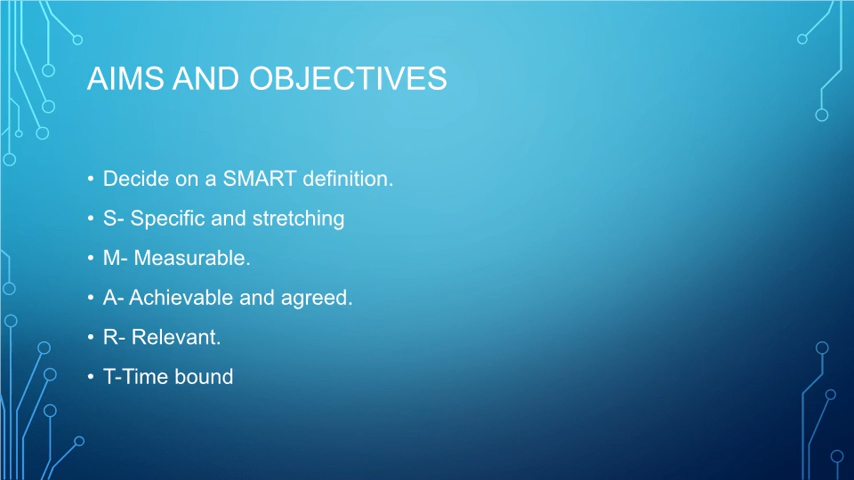 AIMS AND OBJECTIVES
• Decide on a SMART definition.
• S- Specific and stretching
• M- Measurable.
• A- Achievable and agreed.
• R- Relevant.
• T-Time bound